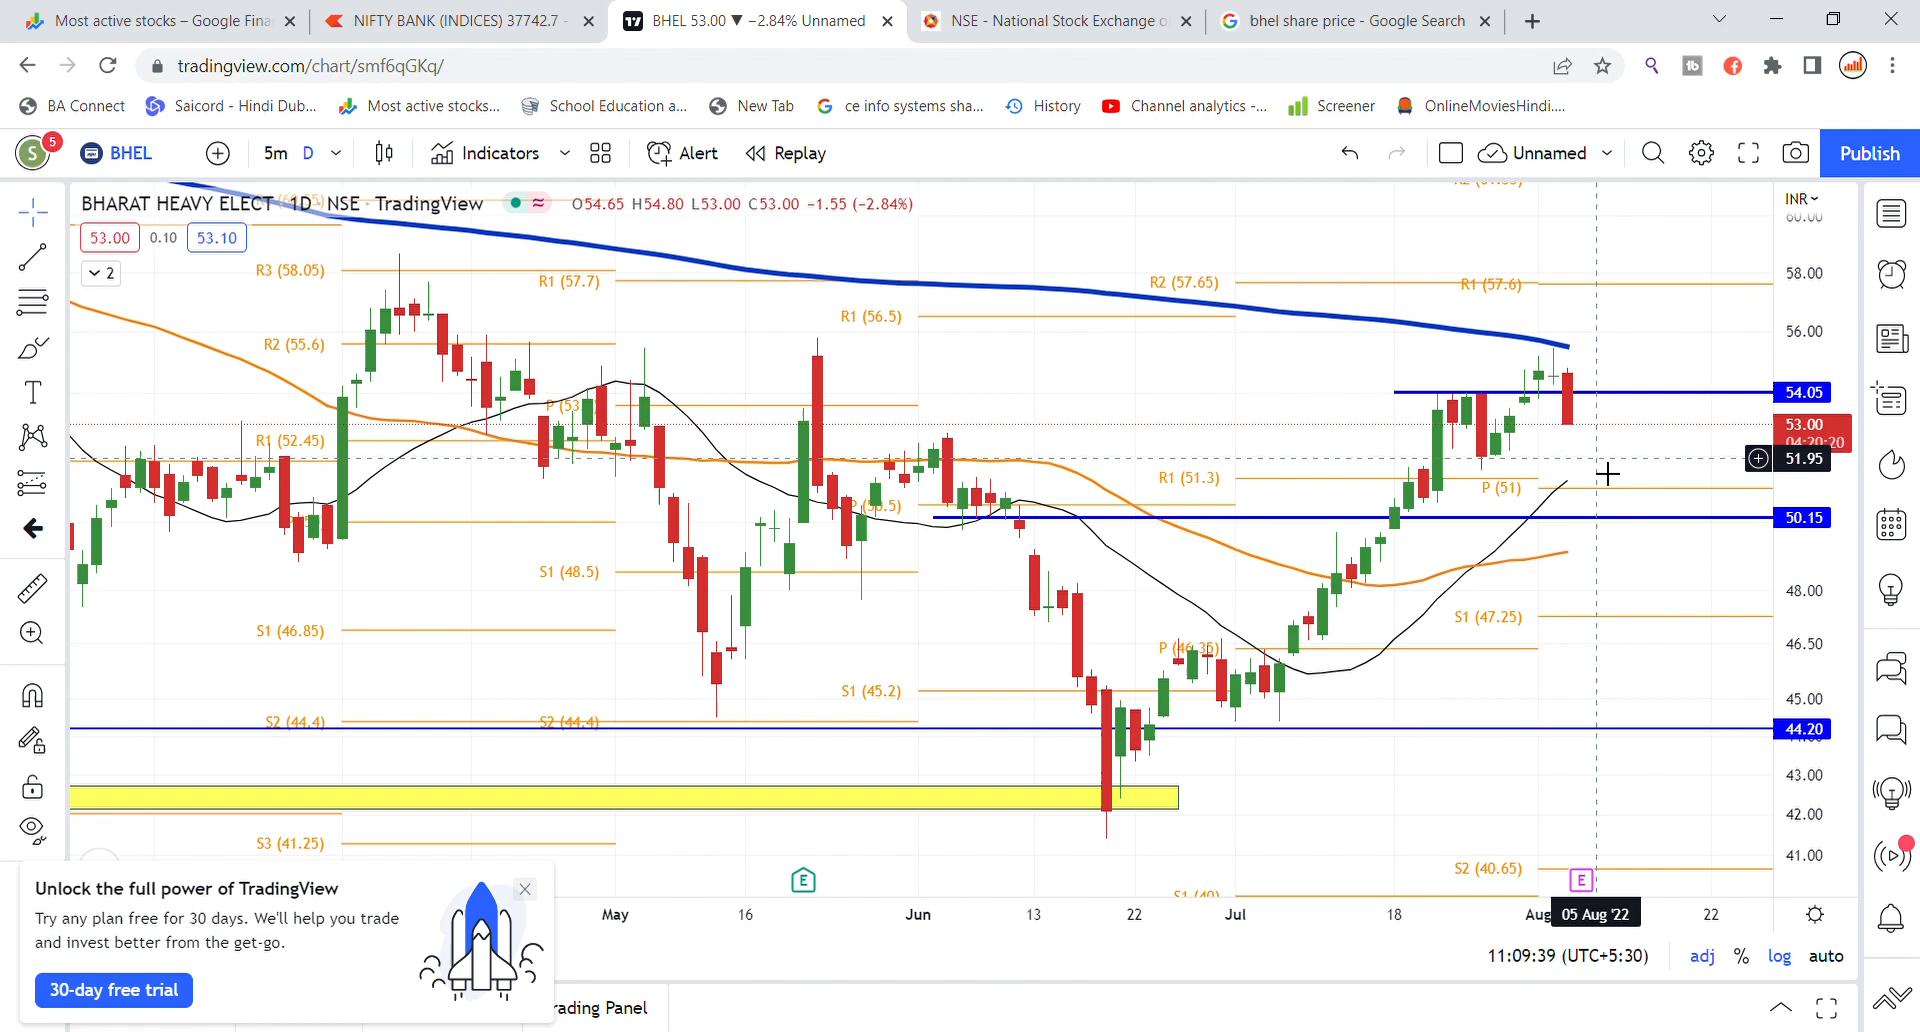 Most active stocks – Google Fina
NIFTY BANK (INDICES) 37742.7 -
BHEL 53.00 ▼ −2.84% Unnamed
NSE - National Stock Exchange o
bhel share price - Google Search
tradingview.com/chart/smf6qGKq/
BA Connect
Saicord - Hindi Dub...
Most active stocks...
School Education a...
New Tab
ce info systems sha...
History
Channel analytics -...
Screener
OnlineMoviesHindi....
S 5
BHEL
5m
D
Indicators
Alert
Replay
Unnamed
Publish
BHARAT HEAVY ELECT · 1D · NSE · TradingView
O54.65 H54.80 L53.00 C53.00 −1.55 (−2.84%)
INR
60.00
53.00
0.10
53.10
2
R3 (58.05)
R1 (57.7)
R2 (57.65)
R1 (57.6)
58.00
R1 (56.5)
56.00
R2 (55.6)
54.05
53.00
04:20:20
R1 (52.45)
51.95
R1 (51.3)
P (51)
50.15
S1 (48.5)
48.00
S1 (47.25)
S1 (46.85)
P (46.35)
46.50
S1 (45.2)
45.00
S2 (44.4)
S2 (44.4)
44.20
43.00
42.00
S3 (41.25)
41.00
S2 (40.65)
S1 (40)
E
E
May
16
Jun
13
22
Jul
18
Aug
05 Aug '22
22
Unlock the full power of TradingView
Try any plan free for 30 days. We'll help you trade
and invest better from the get-go.
30-day free trial
11:09:39 (UTC+5:30)
adj
%
log
auto
rading Panel